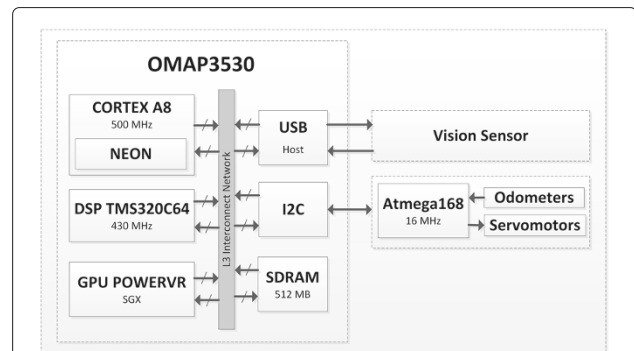 OMAP3530
CORTEX A8
500 MHz
NEON
DSP TMS320C64
430 MHz
GPU POWERVR
SGX
L3 Interconnect Network
USB
Host
I2C
SDRAM
512 MB
Vision Sensor
Atmega168
16 MHz
Odometers
Servomotors